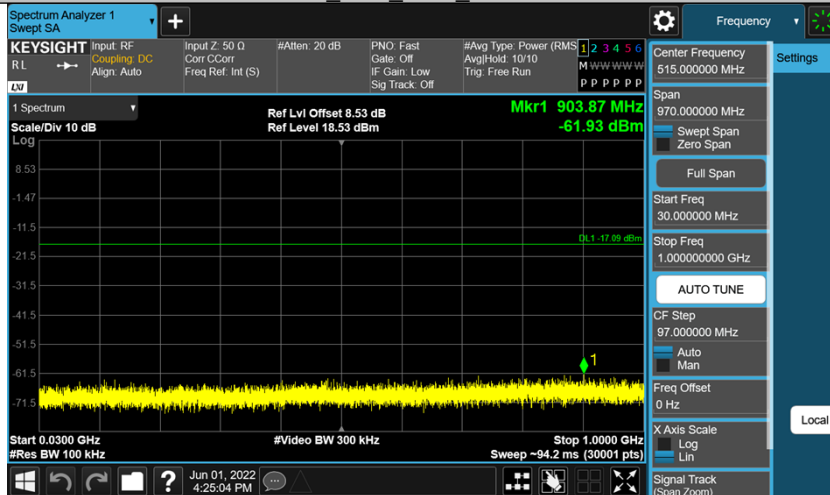 Spectrum Analyzer 1
Swept SA
+
Frequency
KEYSIGHT
RL
LXI
Input: RF
Coupling: DC
Align: Auto
Input Z: 50 Ω
Corr CCorr
Freq Ref: Int (S)
#Atten: 20 dB
PNO: Fast
Gate: Off
IF Gain: Low
Sig Track: Off
#Avg Type: Power (RMS
Avg|Hold: 10/10
Trig: Free Run
1 2 3 4 5 6
M W W W W W
P P P P P P
Center Frequency
515.000000 MHz
Settings
Span
970.000000 MHz
Swept Span
Zero Span
Full Span
Start Freq
30.000000 MHz
Stop Freq
1.000000000 GHz
AUTO TUNE
CF Step
97.000000 MHz
Auto
Man
Freq Offset
0 Hz
X Axis Scale
Log
Lin
Signal Track
(Span Zoom)
Local
1 Spectrum
Scale/Div 10 dB
Log
Ref Lvl Offset 8.53 dB
Ref Level 18.53 dBm
Mkr1 903.87 MHz
-61.93 dBm
8.53
-1.47
-11.5
DL1 -17.09 dBm
-21.5
-31.5
-41.5
-51.5
1
-61.5
-71.5
Start 0.0300 GHz
#Video BW 300 kHz
Stop 1.0000 GHz
#Res BW 100 kHz
Sweep ~94.2 ms (30001 pts)
?
Jun 01, 2022
4:25:04 PM